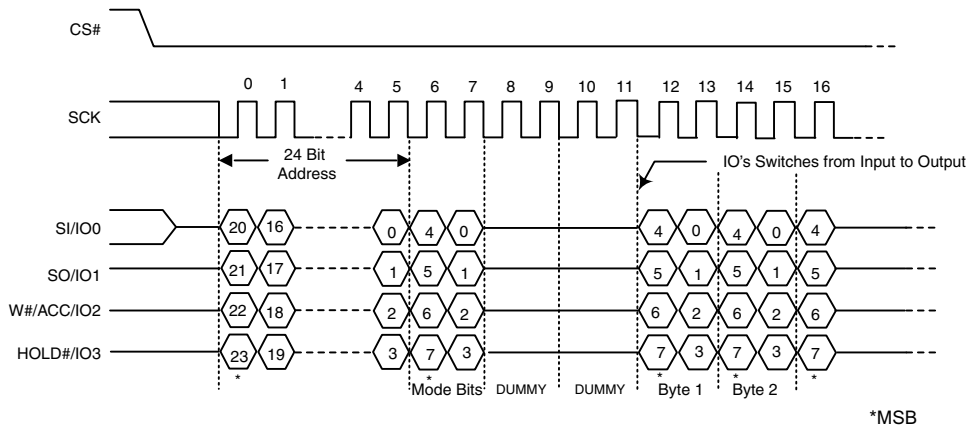 CS#
0 1 4 5 6 7 8 9 10 11 12 13 14 15 16
SCK
24 Bit
Address
IO's Switches from Input to Output
SI/IO0 20 16 0 4 0 4 0 4 0 4
SO/IO1 21 17 1 5 1 5 1 5 1 5
W#/ACC/IO2 22 18 2 6 2 6 2 6 2 6
HOLD#/IO3 23 19 3 7 3 7 3 7 3 7
* * * * *
Mode Bits DUMMY DUMMY Byte 1 Byte 2
*MSB